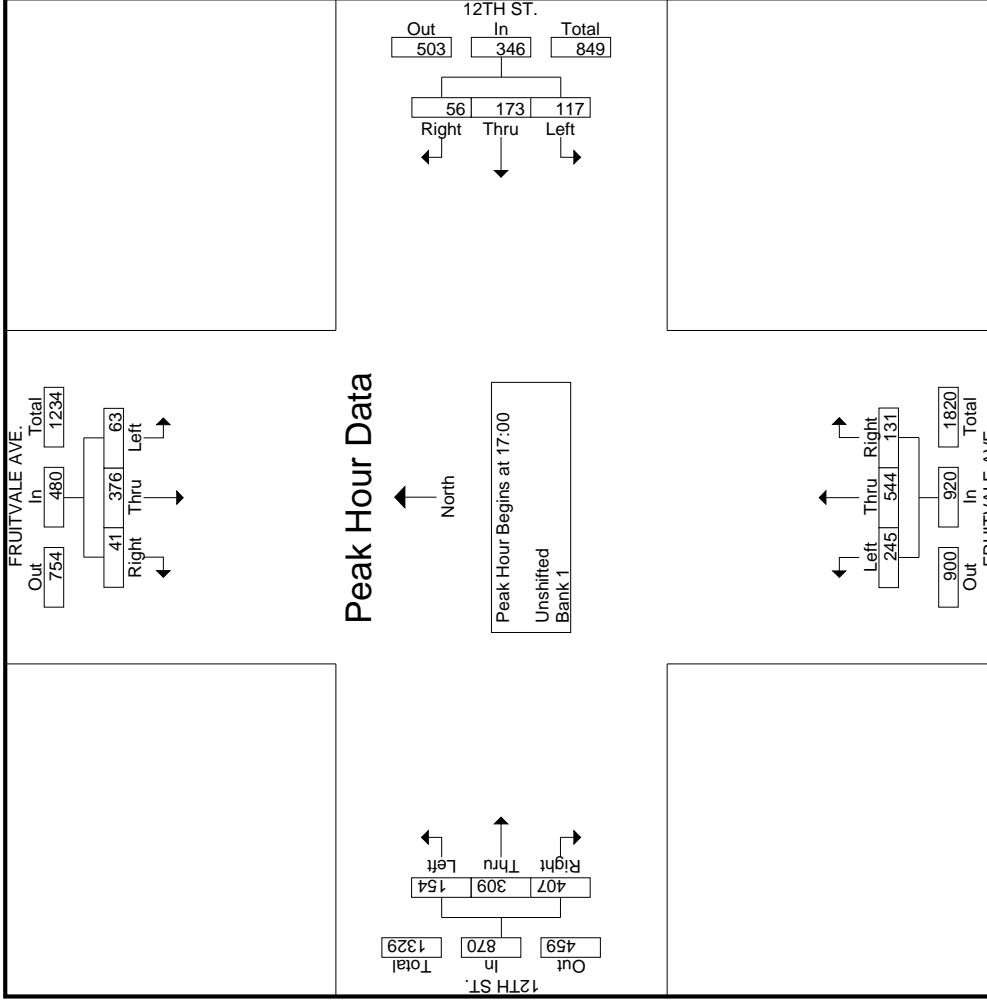 12TH ST.
Out In Total
503 346 849
56 173 117
Right Thru Left
FRUITVALE AVE.
Out In Total
754 480 1234
41 376 63
Right Thru Left
Peak Hour Data
North
Peak Hour Begins at 17:00
Unshifted
Bank 1
Left Thru Right
245 544 131
900 920 1820
Out In Total
FRUITVALE AVE.
Left Thru Right
154 309 407
1329 870 459
Total In Out
12TH ST.